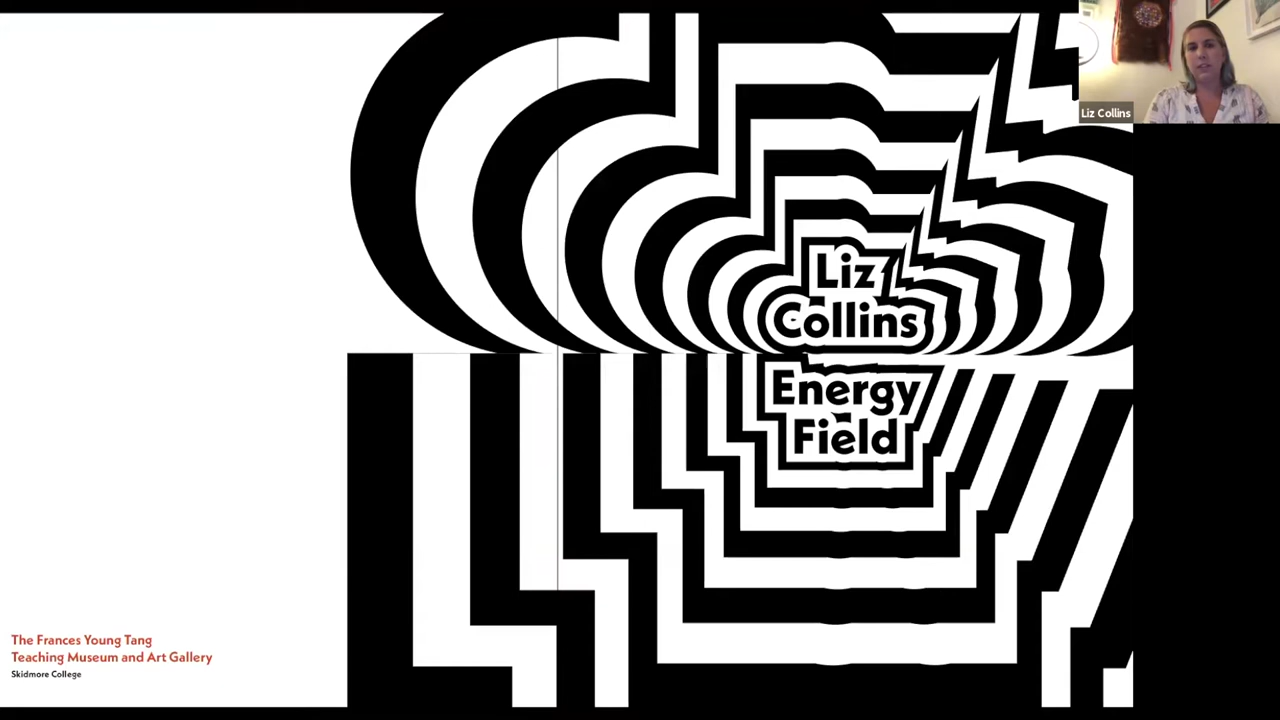 Liz Collins
Liz
Collins
Energy
Field
The Frances Young Tang
Teaching Museum and Art Gallery
Skidmore College